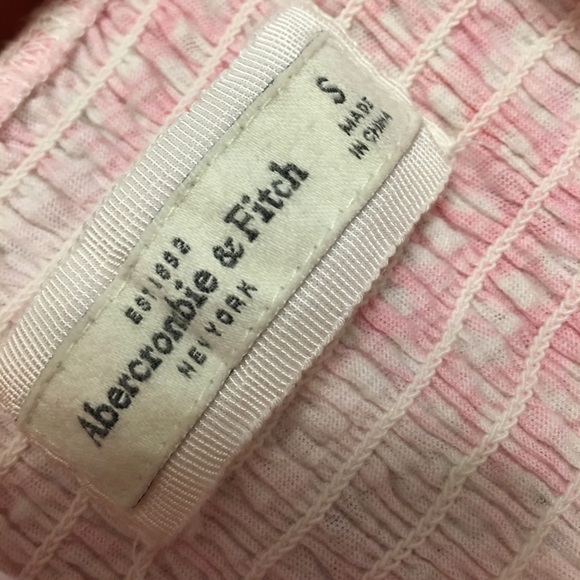 EST 1892
Abercrombie & Fitch
NEW YORK
S
MADE
IN CHINA